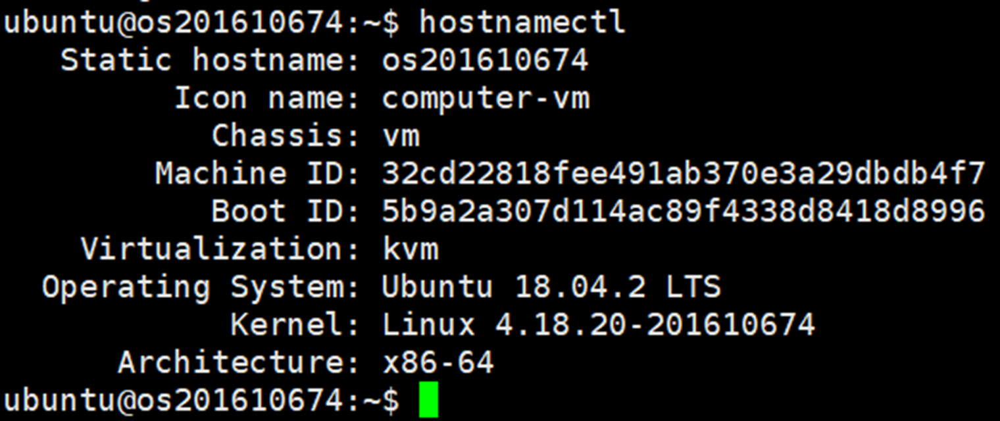 ubuntu@os201610674:~$ hostnamectl
Static hostname: os201610674
Icon name: computer-vm
Chassis: vm
Machine ID: 32cd22818fee491ab370e3a29dbdb4f7
Boot ID: 5b9a2a307d114ac89f4338d8418d8996
Virtualization: kvm
Operating System: Ubuntu 18.04.2 LTS
Kernel: Linux 4.18.20-201610674
Architecture: x86-64
ubuntu@os201610674:~$